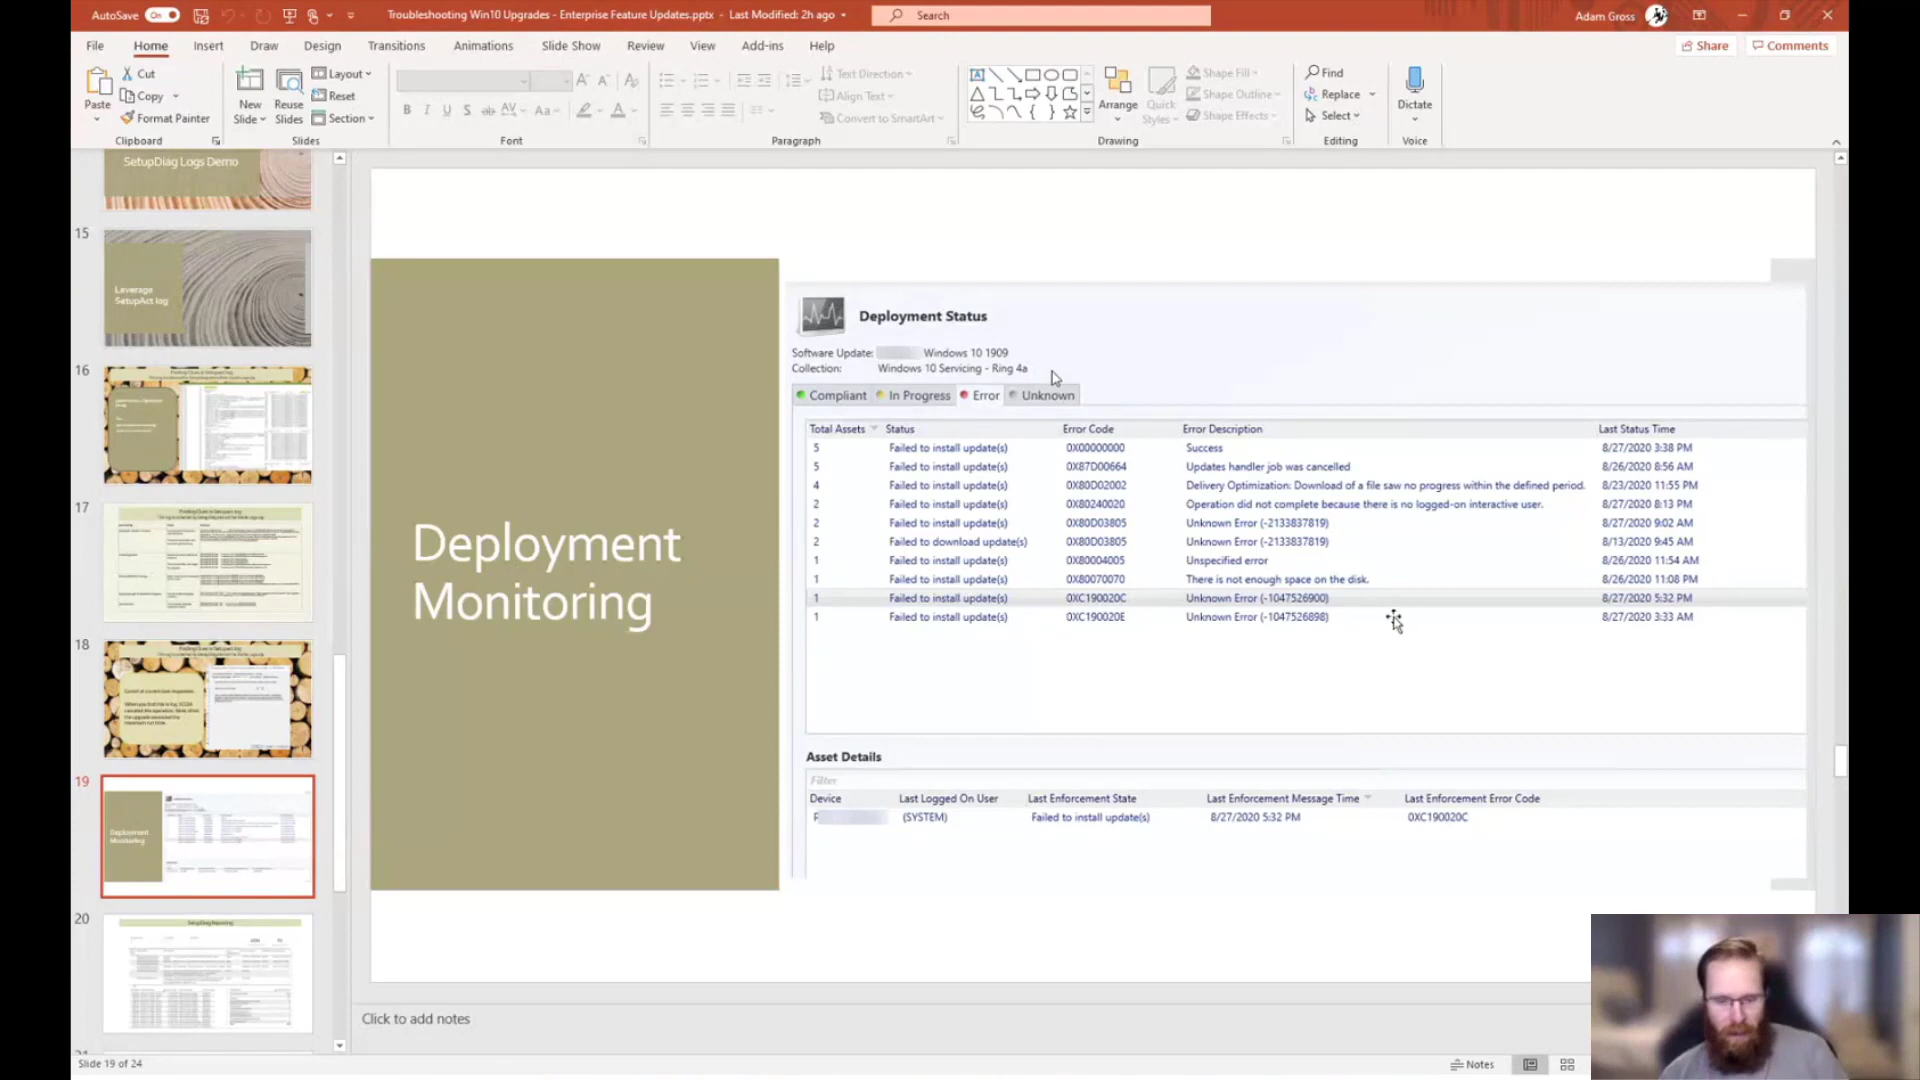 AutoSave On Troubleshooting Win10 Upgrades - Enterprise Feature Updates.pptx - Last Modified: 2h ago Search Adam Gross
File Home Insert Draw Design Transitions Animations Slide Show Review View Add-ins Help Share Comments
Paste Cut Copy Format Painter Clipboard
New Slide Reuse Slides Layout Reset Section Slides
B I U S ab AV Aa A Font
Text Direction Align Text Convert to SmartArt Paragraph
Arrange Quick Styles Shape Fill Shape Outline Shape Effects Drawing
Find Replace Select Editing
Dictate Voice
SetupDiag Logs Demo
15
Leverage
SetupAct log
16
17
18
19
Deployment
Monitoring
20
SetupDiag Reporting
Deployment
Monitoring
Deployment Status
Software Update: Windows 10 1909
Collection: Windows 10 Servicing - Ring 4a
Compliant In Progress Error Unknown
Total Assets Status Error Code Error Description Last Status Time
5 Failed to install update(s) 0X00000000 Success 8/27/2020 3:38 PM
5 Failed to install update(s) 0X87D00664 Updates handler job was cancelled 8/26/2020 8:56 AM
4 Failed to install update(s) 0X80D02002 Delivery Optimization: Download of a file saw no progress within the defined period. 8/23/2020 11:55 PM
2 Failed to install update(s) 0X80240020 Operation did not complete because there is no logged-on interactive user. 8/27/2020 8:13 PM
2 Failed to install update(s) 0X80D03805 Unknown Error (-2133837819) 8/27/2020 9:02 AM
2 Failed to download update(s) 0X80D03805 Unknown Error (-2133837819) 8/13/2020 9:45 AM
1 Failed to install update(s) 0X80004005 Unspecified error 8/26/2020 11:54 AM
1 Failed to install update(s) 0X80070070 There is not enough space on the disk. 8/26/2020 11:08 PM
1 Failed to install update(s) 0XC190020C Unknown Error (-1047526900) 8/27/2020 5:32 PM
1 Failed to install update(s) 0XC190020E Unknown Error (-1047526898) 8/27/2020 3:33 AM
Asset Details
Filter
Device Last Logged On User Last Enforcement State Last Enforcement Message Time Last Enforcement Error Code
(SYSTEM) Failed to install update(s) 8/27/2020 5:32 PM 0XC190020C
Click to add notes
Slide 19 of 24 Notes